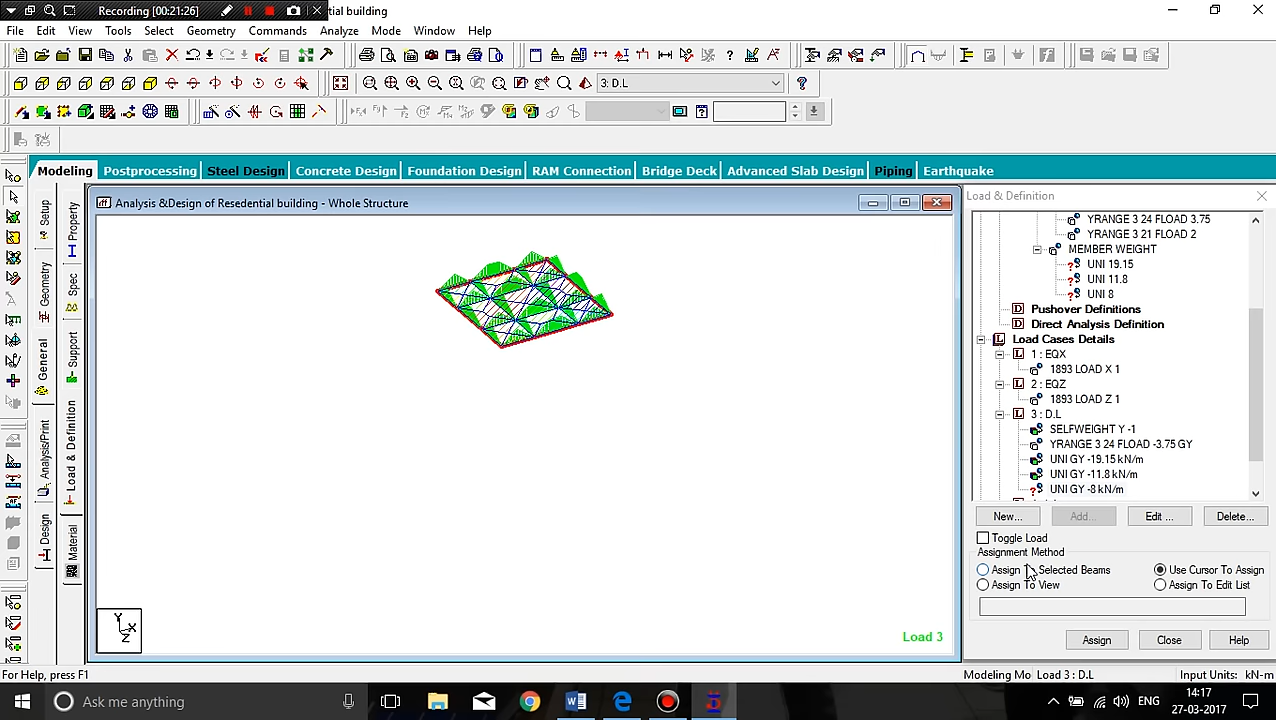 Recording [00:21:26]
tial building
File Edit View Tools Select Geometry Commands Analyze Mode Window Help
3: D.L
Modeling Postprocessing Steel Design Concrete Design Foundation Design RAM Connection Bridge Deck Advanced Slab Design Piping Earthquake
Setup
Geometry
General
Analysis/Print
Design
Property
Spec
Support
Load & Definition
Material
Analysis &Design of Resedential building - Whole Structure
Y
X
Z
Load 3
Load & Definition
YRANGE 3 24 FLOAD 3.75
YRANGE 3 21 FLOAD 2
MEMBER WEIGHT
UNI 19.15
UNI 11.8
UNI 8
Pushover Definitions
Direct Analysis Definition
Load Cases Details
1 : EQX
1893 LOAD X 1
2 : EQZ
1893 LOAD Z 1
3 : D.L
SELFWEIGHT Y -1
YRANGE 3 24 FLOAD -3.75 GY
UNI GY -19.15 kN/m
UNI GY -11.8 kN/m
UNI GY -8 kN/m
New... Add... Edit ... Delete...
Toggle Load
Assignment Method
Assign To Selected Beams Use Cursor To Assign
Assign To View Assign To Edit List
Assign Close Help
For Help, press F1 Modeling Mo Load 3 : D.L Input Units: kN-m
Ask me anything
ENG
14:17
27-03-2017